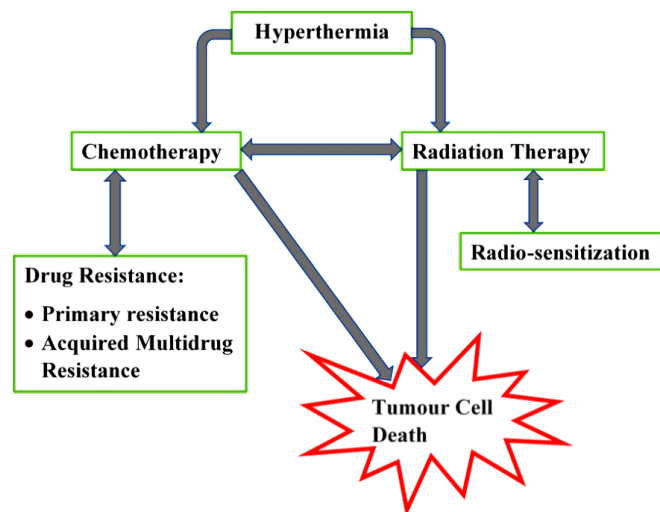 Hyperthermia
Chemotherapy
Radiation Therapy
Drug Resistance:
• Primary resistance
• Acquired Multidrug
Resistance
Radio-sensitization
Tumour Cell
Death